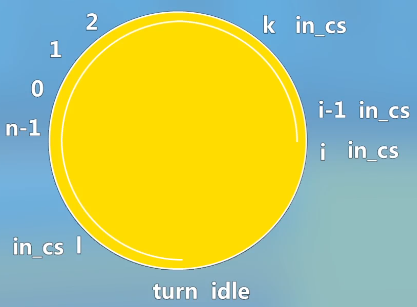 2
k in_cs
1
0
i-1 in_cs
n-1
i in_cs
in_cs l
turn idle